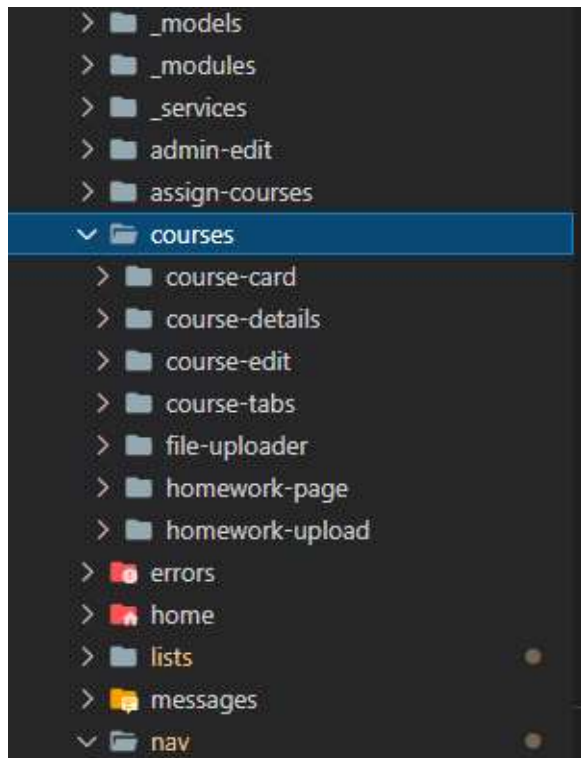 _models
_modules
_services
admin-edit
assign-courses
courses
course-card
course-details
course-edit
course-tabs
file-uploader
homework-page
homework-upload
errors
home
lists
messages
nav